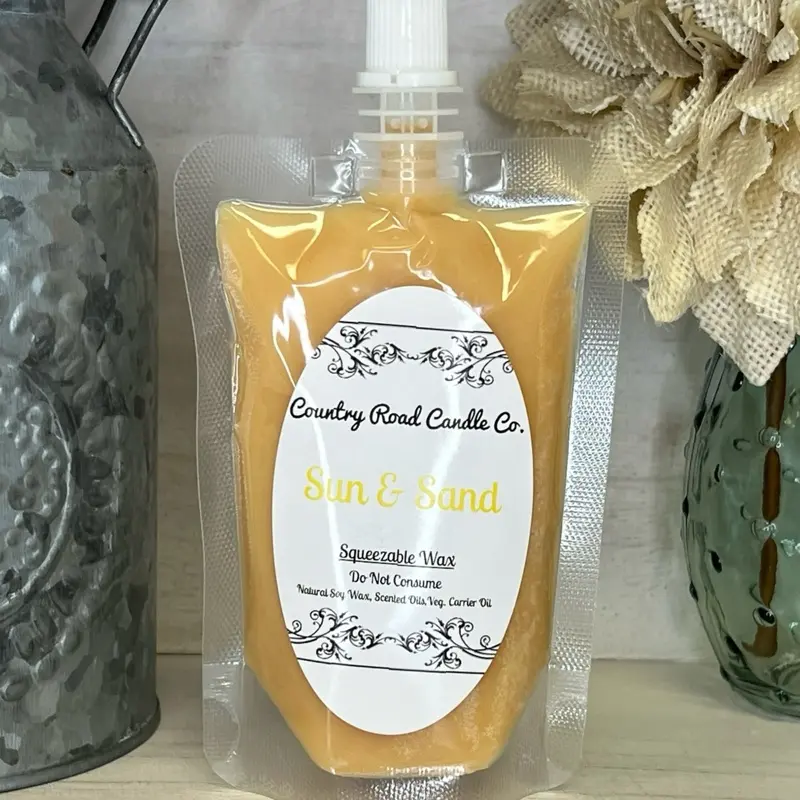 Country Road Candle Co.
Sun & Sand
Squeezable Wax
Do Not Consume
Natural Soy Wax, Scented Oils, Veg. Carrier Oil